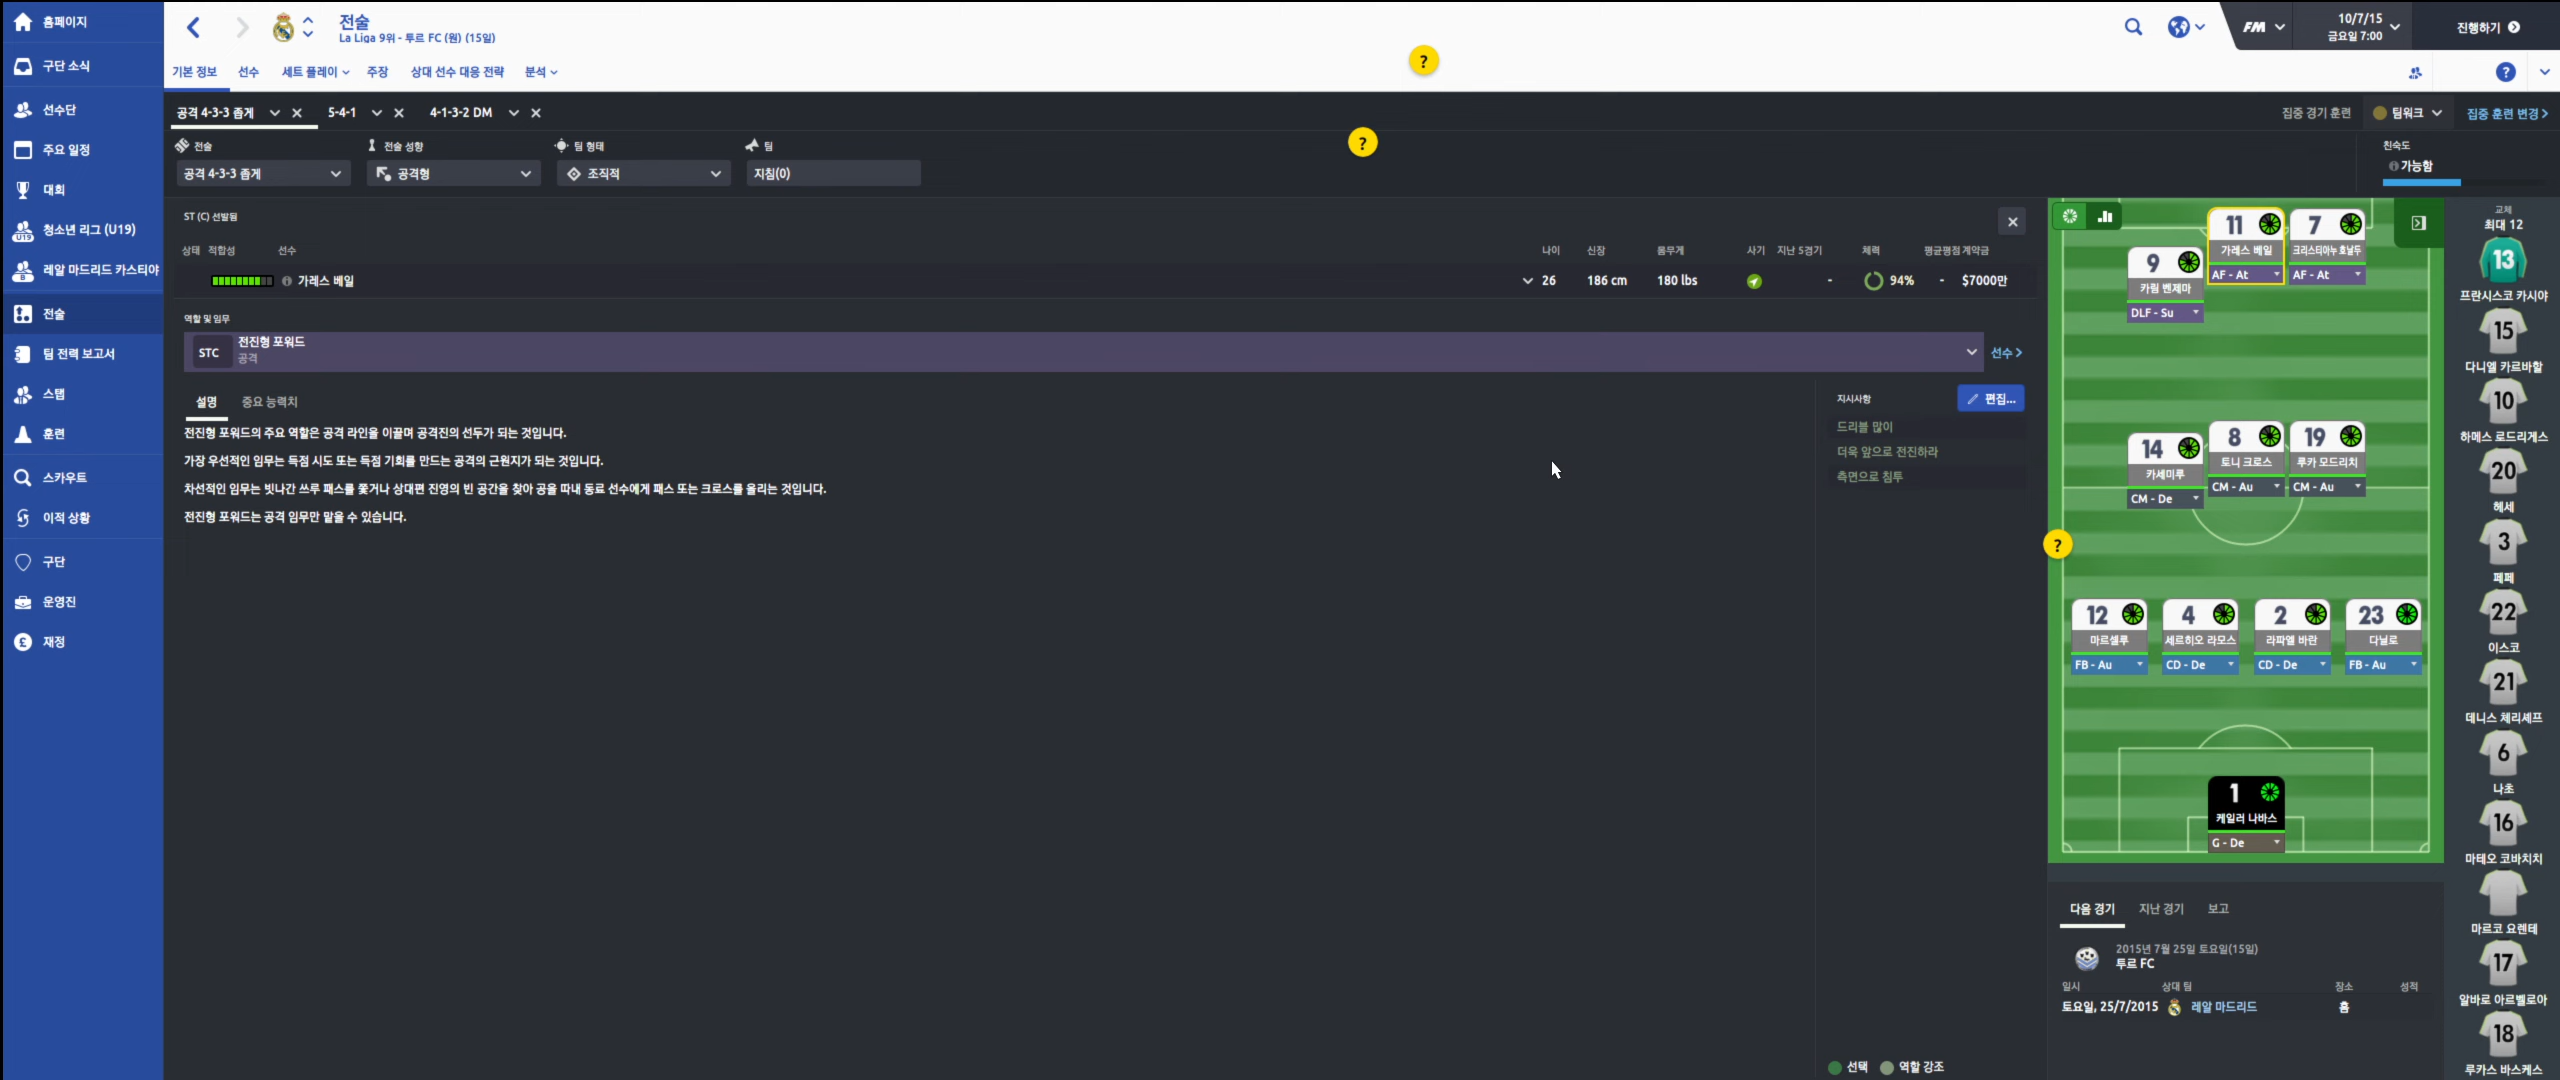 홈페이지
구단 소식
선수단
주요 일정
대회
청소년 리그 (U19)
레알 마드리드 카스티야
전술
팀 전력 보고서
스탭
훈련
스카우트
이적 상황
구단
운영진
재정
전술
La Liga 9위 - 투르 FC (원) (15일)
FM
10/7/15
금요일 7:00
진행하기
기본 정보 선수 세트 플레이 주장 상대 선수 대응 전략 분석
?
?
공격 4-3-3 좁게
5-4-1
4-1-3-2 DM
집중 경기 훈련
팀워크
집중 훈련 변경
전술
전술 성향
팀 형태
팀
?
친숙도
공격 4-3-3 좁게
공격형
조직적
지침(0)
가능함
ST (C) 선발됨
상태 적합성 선수 나이 신장 몸무게 사기 지난 5경기 체력 평균평점 계약금
가레스 베일 26 186 cm 180 lbs - 94% - $7000만
역할 및 임무
STC
전진형 포워드
공격
선수
설명
중요 능력치
전진형 포워드의 주요 역할은 공격 라인을 이끌며 공격진의 선두가 되는 것입니다.
가장 우선적인 임무는 득점 시도 또는 득점 기회를 만드는 공격의 근원지가 되는 것입니다.
차선적인 임무는 빗나간 쓰루 패스를 쫓거나 상대편 진영의 빈 공간을 찾아 공을 따내 동료 선수에게 패스 또는 크로스를 올리는 것입니다.
전진형 포워드는 공격 임무만 맡을 수 있습니다.
지시사항
편집...
드리블 많이
더욱 앞으로 전진하라
측면으로 침투
선택
역할 강조
11
가레스 베일
AF - At
7
크리스티아누 호날두
AF - At
9
카림 벤제마
DLF - Su
14
카세미루
CM - De
8
토니 크로스
CM - Au
19
루카 모드리치
CM - Au
?
12
마르셀루
FB - Au
4
세르히오 라모스
CD - De
2
라파엘 바란
CD - De
23
다닐로
FB - Au
1
케일러 나바스
G - De
교체
최대 12
13
프란시스코 카시야
15
다니엘 카르바할
10
하메스 로드리게스
20
헤세
3
페페
22
이스코
21
데니스 체리셰프
6
나초
16
마테오 코바치치
마르코 요렌테
17
알바로 아르벨로아
18
루카스 바스케스
다음 경기 지난 경기 보고
2015년 7월 25일 토요일(15일)
투르 FC
일시 상대 팀 장소 성적
토요일, 25/7/2015 레알 마드리드 홈